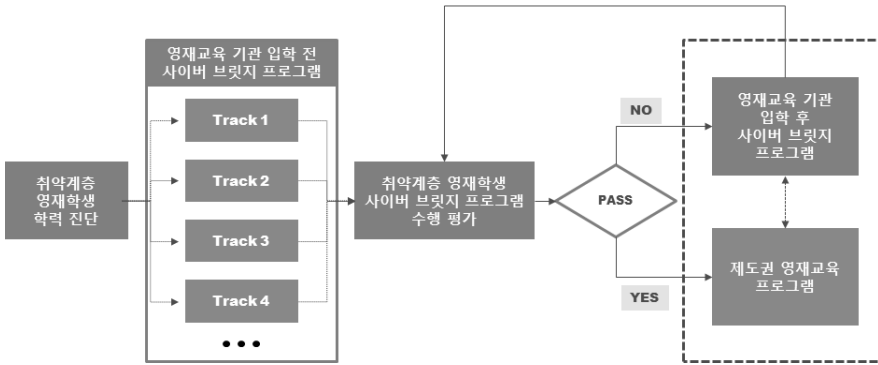 취약계층
영재학생
학력 진단
영재교육 기관 입학 전
사이버 브릿지 프로그램
Track 1
Track 2
Track 3
Track 4
• • •
취약계층 영재학생
사이버 브릿지 프로그램
수행 평가
PASS
NO
YES
영재교육 기관
입학 후
사이버 브릿지
프로그램
제도권 영재교육
프로그램